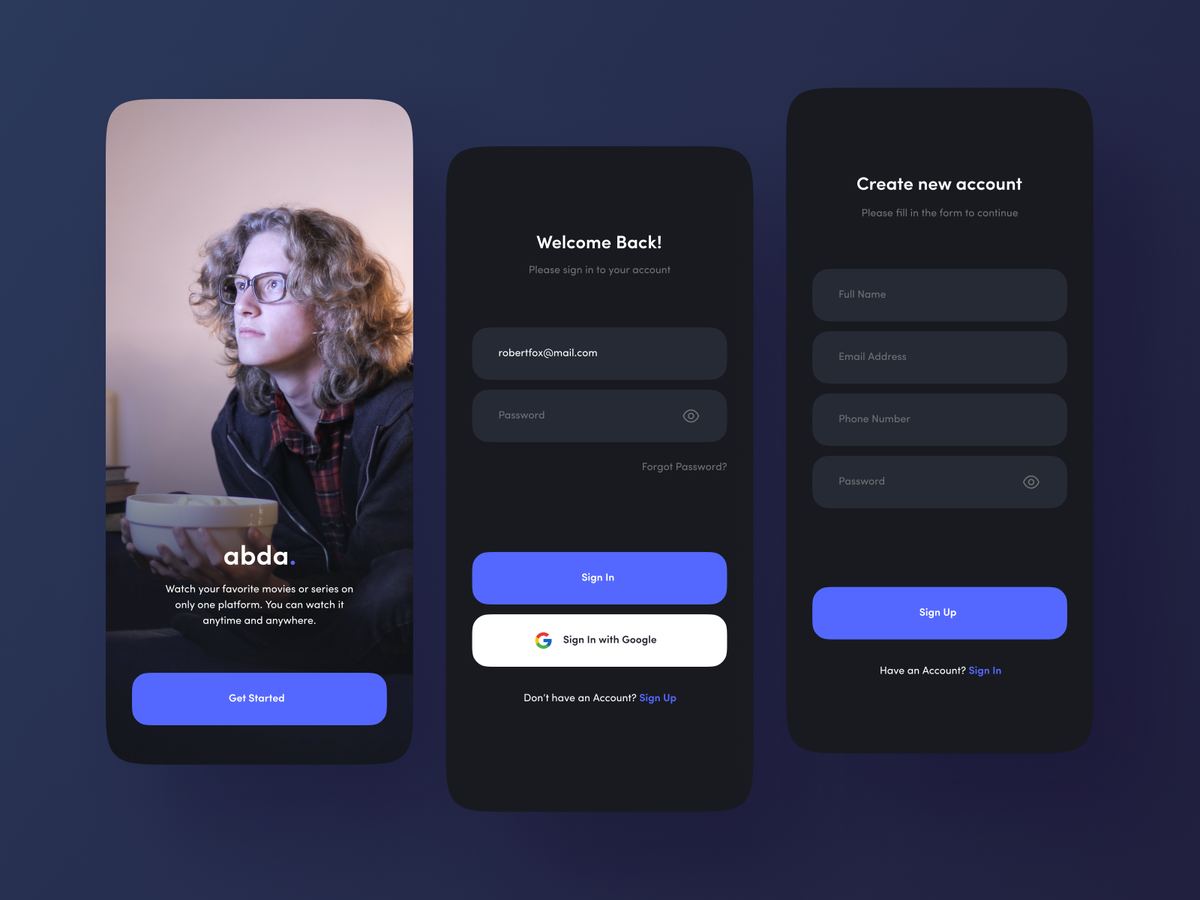 abda.
Watch your favorite movies or series on
only one platform. You can watch it
anytime and anywhere.
Get Started
Welcome Back!
Please sign in to your account
robertfox@mail.com
Password
Forgot Password?
Sign In
Sign In with Google
Don't have an Account? Sign Up
Create new account
Please fill in the form to continue
Full Name
Email Address
Phone Number
Password
Sign Up
Have an Account? Sign In